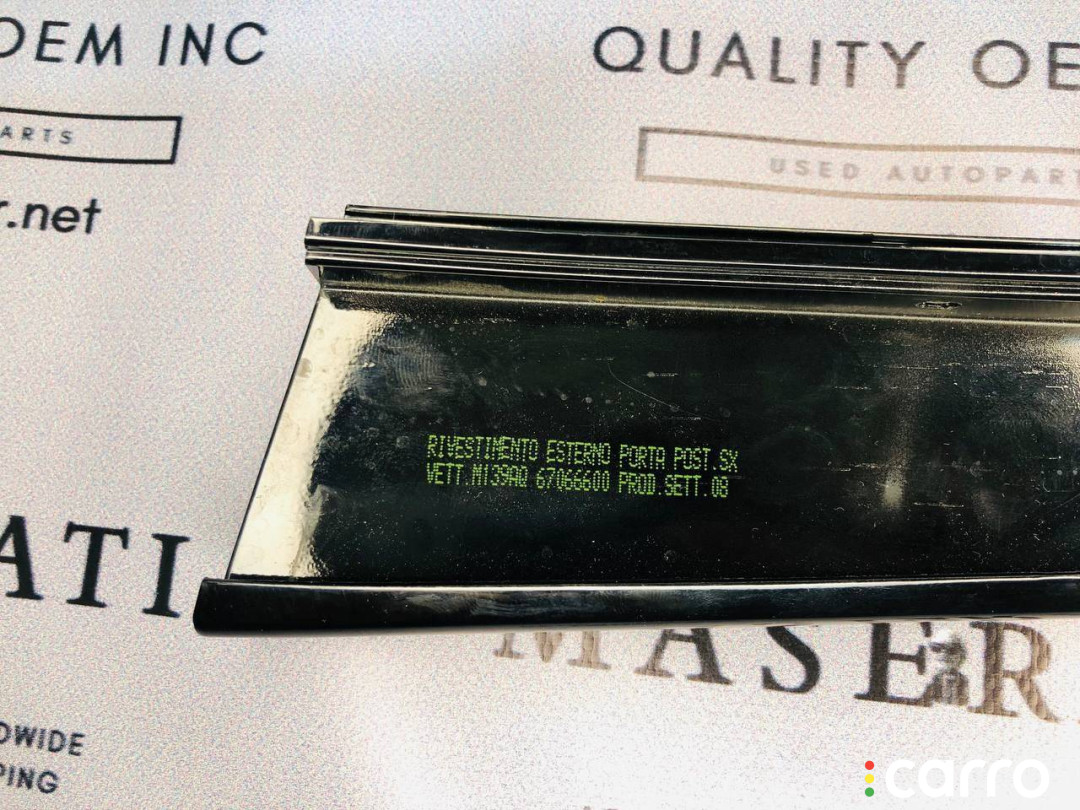 OEM INC
QUALITY OE
ARTS
USED AUTOPART
r.net
RIVESTIMENTO ESTERNO PORTA POST.SX
VETT.M139AQ 67066600 PROD.SETT.08
ATI
MASER
DWIDE
PING
carro